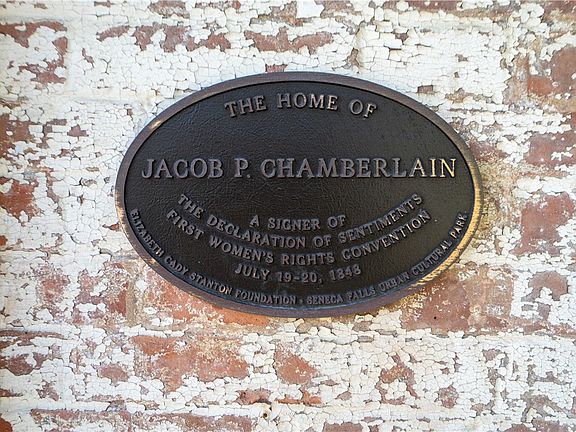 THE HOME OF
JACOB P. CHAMBERLAIN
A SIGNER OF
THE DECLARATION OF SENTIMENTS
FIRST WOMEN'S RIGHTS CONVENTION
JULY 19-20, 1848
ELIZABETH CADY STANTON FOUNDATION · SENECA FALLS URBAN CULTURAL PARK